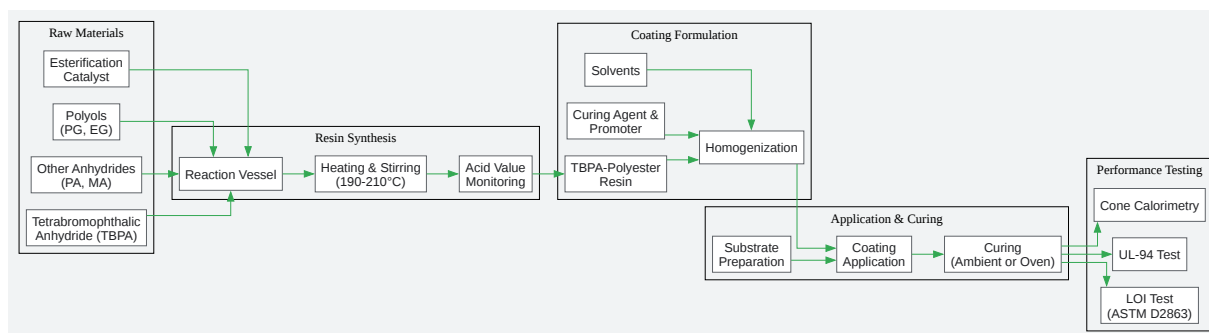 Raw Materials
Esterification
Catalyst
Polyols
(PG, EG)
Other Anhydrides
(PA, MA)
Tetrabromophthalic
Anhydride (TBPA)
Resin Synthesis
Reaction Vessel
Heating & Stirring
(190-210°C)
Acid Value
Monitoring
Coating Formulation
Solvents
Curing Agent &
Promoter
TBPA-Polyester
Resin
Homogenization
Application & Curing
Substrate
Preparation
Coating
Application
Curing
(Ambient or Oven)
Performance Testing
Cone Calorimetry
UL-94 Test
LOI Test
(ASTM D2863)